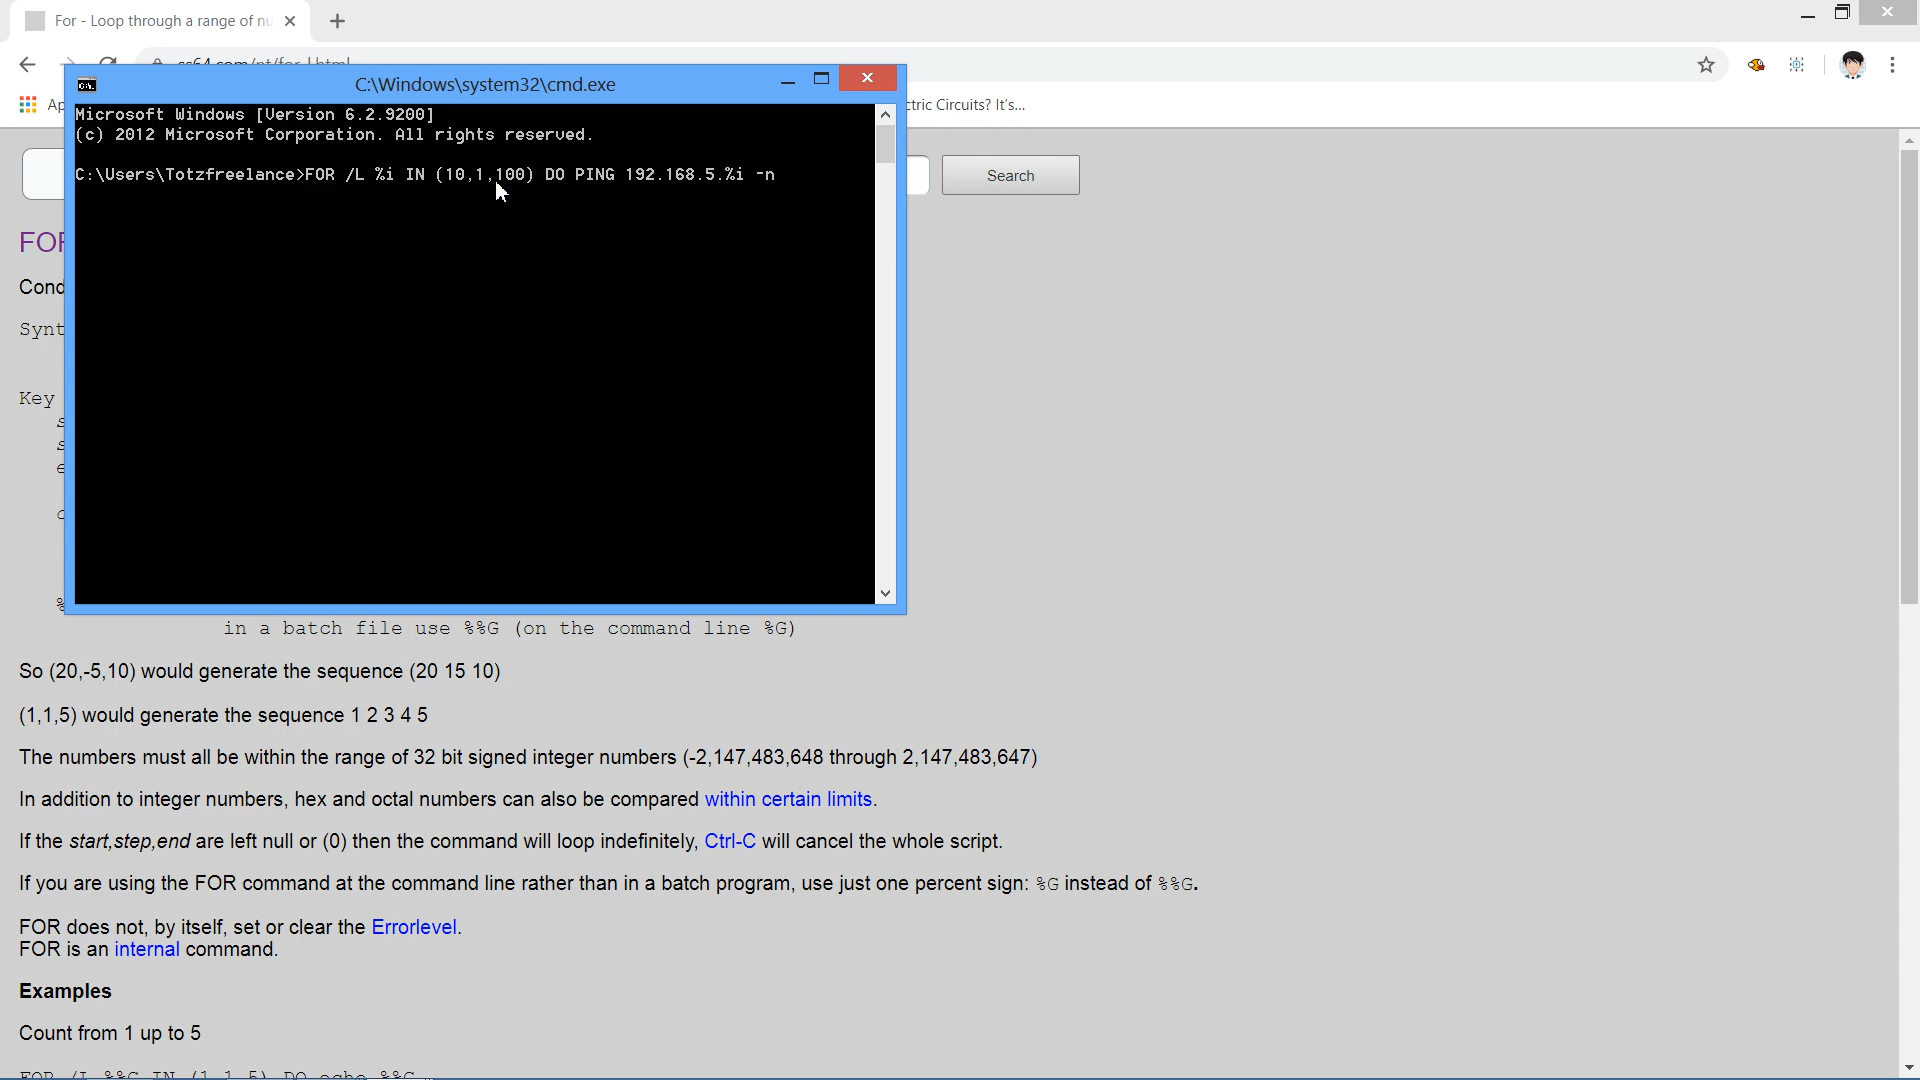 For - Loop through a range of nu
C:\Windows\system32\cmd.exe
ctric Circuits? It's...
Microsoft Windows [Version 6.2.9200]
(c) 2012 Microsoft Corporation. All rights reserved.
C:\Users\Totzfreelance>FOR /L %i IN (10,1,100) DO PING 192.168.5.%i -n
Search
FOR
Cond
Synt
Key
in a batch file use %%G (on the command line %G)
So (20,-5,10) would generate the sequence (20 15 10)
(1,1,5) would generate the sequence 1 2 3 4 5
The numbers must all be within the range of 32 bit signed integer numbers (-2,147,483,648 through 2,147,483,647)
In addition to integer numbers, hex and octal numbers can also be compared within certain limits.
If the start,step,end are left null or (0) then the command will loop indefinitely, Ctrl-C will cancel the whole script.
If you are using the FOR command at the command line rather than in a batch program, use just one percent sign: %G instead of %%G.
FOR does not, by itself, set or clear the Errorlevel.
FOR is an internal command.
Examples
Count from 1 up to 5
FOR /L %%G IN (1,1,5) DO echo %%G